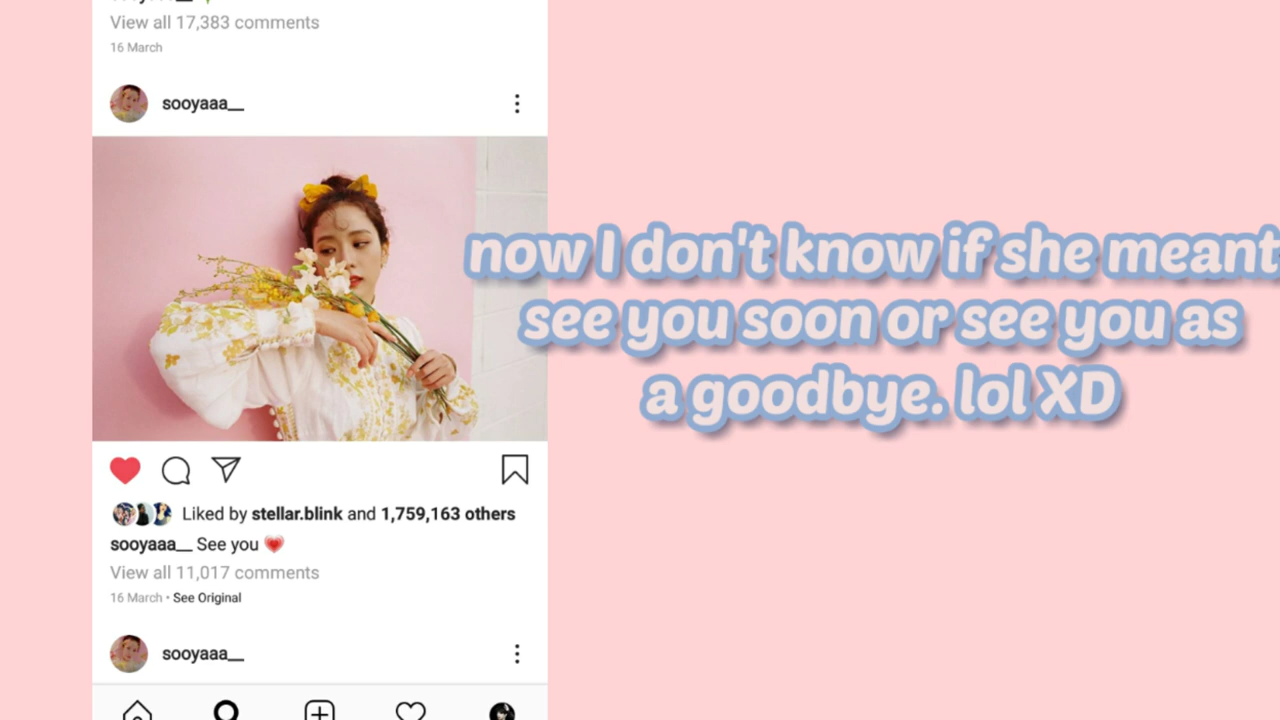 View all 17,383 comments
16 March
sooyaaa__
now I don't know if she meant
see you soon or see you as
a goodbye. lol XD
Liked by stellar.blink and 1,759,163 others
sooyaaa__ See you 💗
View all 11,017 comments
16 March • See Original
sooyaaa__